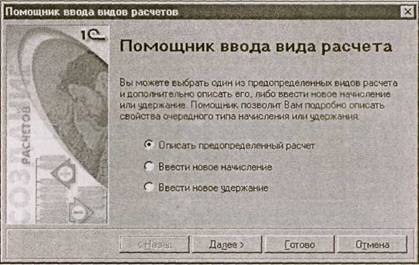 Помощник ввода видов расчетов
1С
Помощник ввода вида расчета
Вы можете выбрать один из предопределенных видов расчета
и дополнительно описать его, либо ввести новое начисление
или удержание. Помощник позволит Вам подробно описать
свойства очередного типа начисления или удержания.
СОЗДАНИЕ
РАСЧЕТОВ
Описать предопределенный расчет
Ввести новое начисление
Ввести новое удержание
< Назад
Далее >
Готово
Отмена